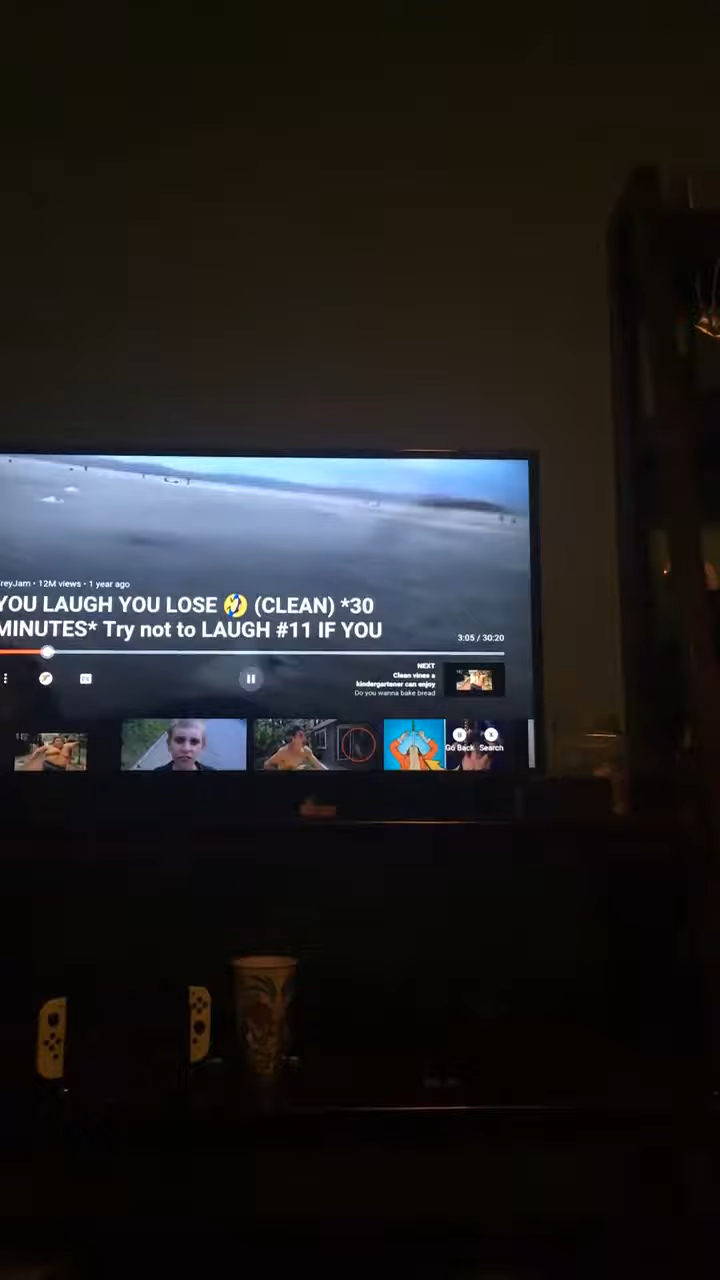 reyJam • 12M views • 1 year ago
YOU LAUGH YOU LOSE 🤣 (CLEAN) *30
MINUTES* Try not to LAUGH #11 IF YOU
3:05 / 30:20
NEXT
Clean vines a
kindergartener can enjoy
Do you wanna bake bread
B X
Go Back Search